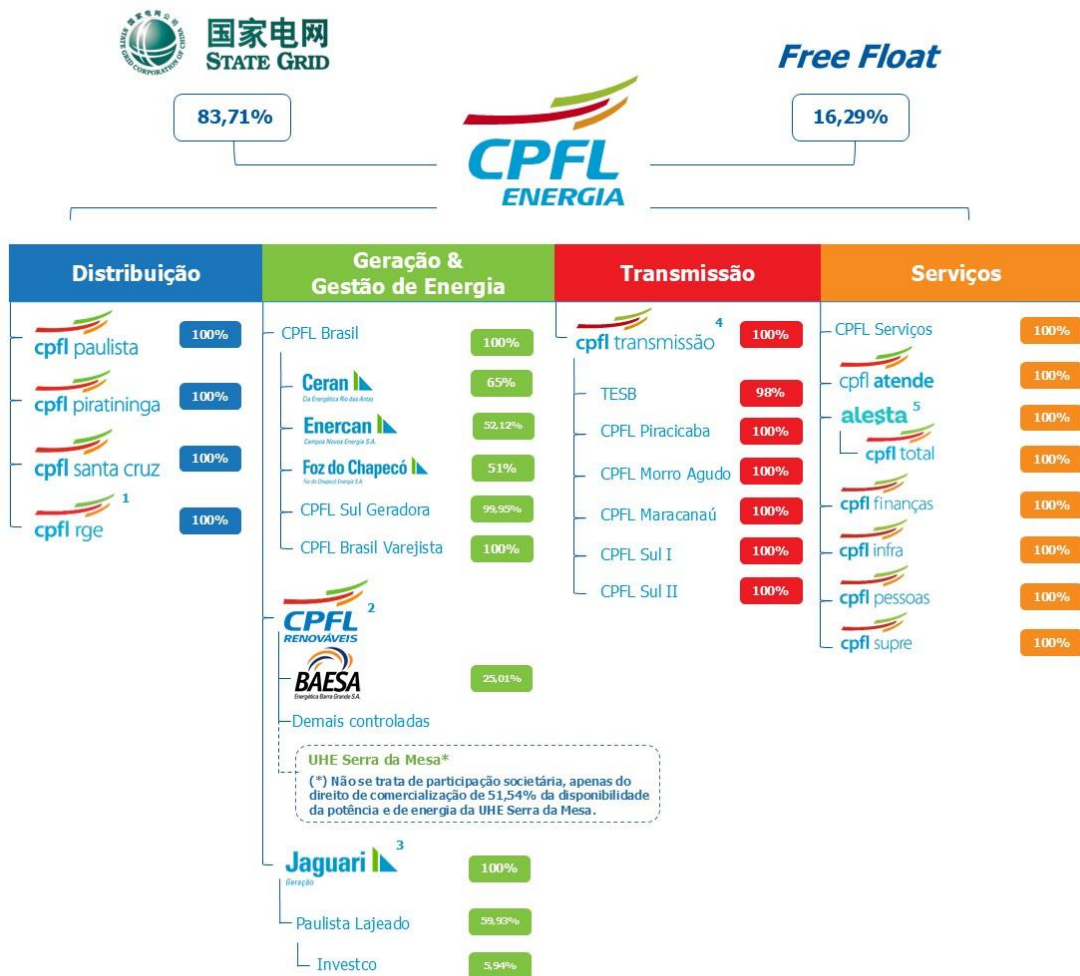 国家电网
STATE GRID
STATE GRID CORPORATION OF CHINA
国家电网公司
83,71%
Free Float
16,29%
CPFL
ENERGIA
Distribuição
cpfl paulista
100%
cpfl piratininga
100%
cpfl santa cruz
100%
cpfl rge 1
100%
Geração &
Gestão de Energia
CPFL Brasil
100%
Ceran
Cia Energética Rio das Antas
65%
Enercan
Campos Novos Energia S.A.
52,12%
Foz do Chapecó
Foz do Chapecó Energia S.A.
51%
CPFL Sul Geradora
99,95%
CPFL Brasil Varejista
100%
CPFL 2
RENOVÁVEIS
BAESA
Energética Barra Grande S.A.
25,01%
Demais controladas
UHE Serra da Mesa*
(*) Não se trata de participação societária, apenas do
direito de comercialização de 51,54% da disponibilidade
da potência e de energia da UHE Serra da Mesa.
Jaguari 3
Geração
100%
Paulista Lajeado
59,93%
Investco
5,94%
Transmissão
cpfl transmissão 4
100%
TESB
98%
CPFL Piracicaba
100%
CPFL Morro Agudo
100%
CPFL Maracanaú
100%
CPFL Sul I
100%
CPFL Sul II
100%
Serviços
CPFL Serviços
100%
cpfl atende
100%
alesta 5
100%
cpfl total
100%
cpfl finanças
100%
cpfl infra
100%
cpfl pessoas
100%
cpfl supre
100%